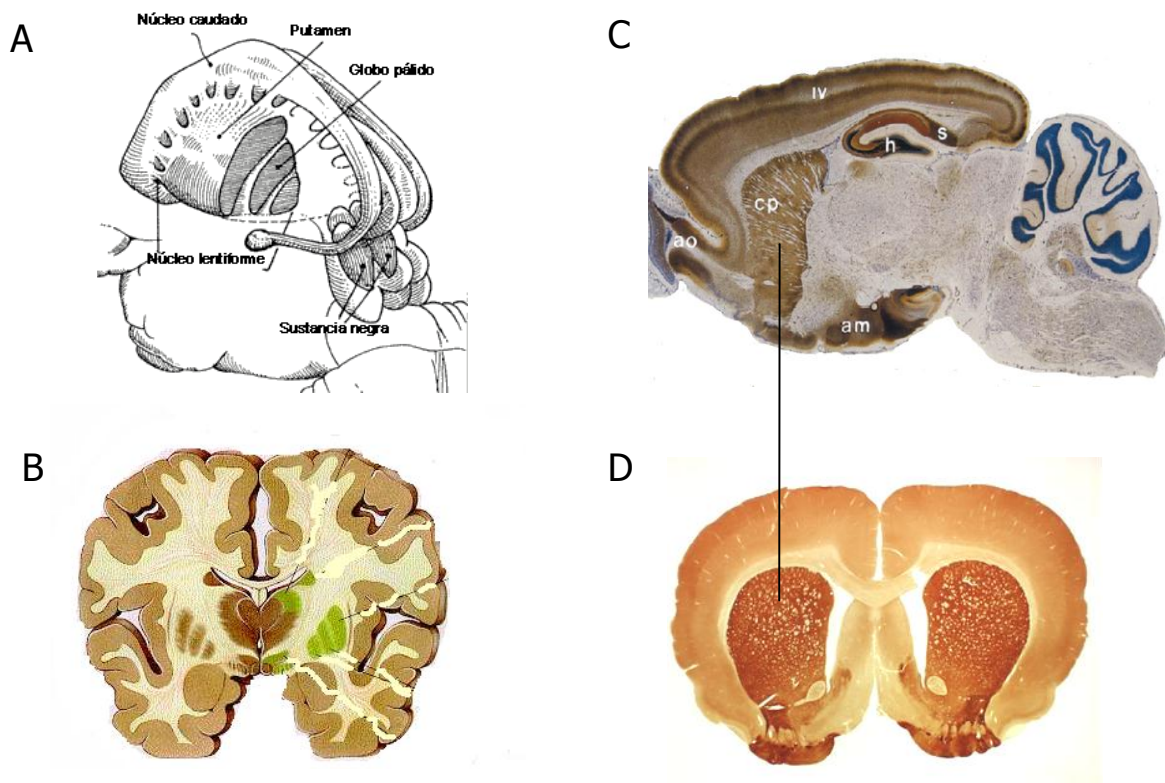 A
Núcleo caudado
Putamen
Globo pálido
Núcleo lentiforme
Sustancia negra
B
C
IV
s
h
cp
ao
am
D